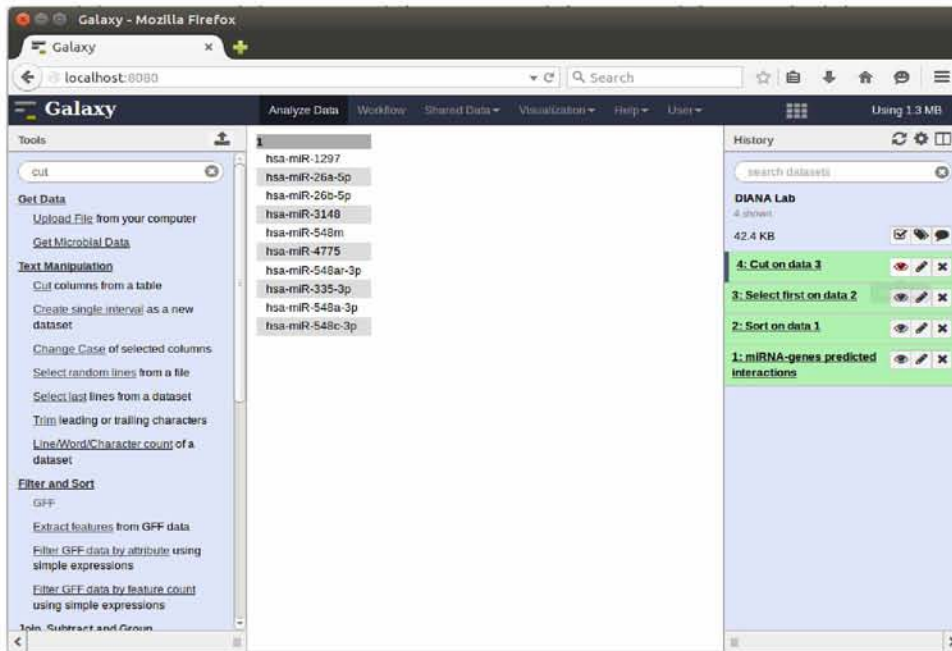 Galaxy - Mozilla Firefox
Galaxy
localhost:8080
Search
Galaxy
Analyze Data Workflow Shared Data Visualization Help User
Using 1.3 MB
Tools
cut
Get Data
Upload File from your computer
Get Microbial Data
Text Manipulation
Cut columns from a table
Create single interval as a new
dataset
Change Case of selected columns
Select random lines from a file
Select last lines from a dataset
Trim leading or trailing characters
Line/Word/Character count of a
dataset
Filter and Sort
GFF
Extract features from GFF data
Filter GFF data by attribute using
simple expressions
Filter GFF data by feature count
using simple expressions
Join, Subtract and Group
1
hsa-miR-1297
hsa-miR-26a-5p
hsa-miR-26b-5p
hsa-miR-3148
hsa-miR-548m
hsa-miR-4775
hsa-miR-548ar-3p
hsa-miR-335-3p
hsa-miR-548a-3p
hsa-miR-548c-3p
History
search datasets
DIANA Lab
4 shown
42.4 KB
4: Cut on data 3
3: Select first on data 2
2: Sort on data 1
1: miRNA-genes predicted
interactions